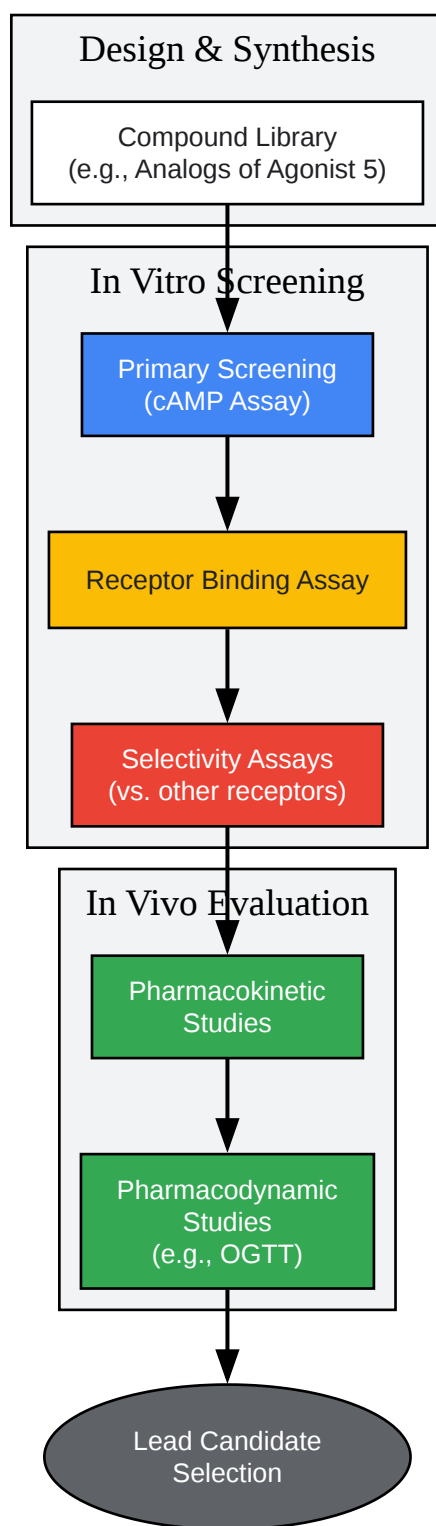 Design & Synthesis
Compound Library
(e.g., Analogs of Agonist 5)
In Vitro Screening
Primary Screening
(cAMP Assay)
Receptor Binding Assay
Selectivity Assays
(vs. other receptors)
In Vivo Evaluation
Pharmacokinetic
Studies
Pharmacodynamic
Studies
(e.g., OGTT)
Lead Candidate
Selection